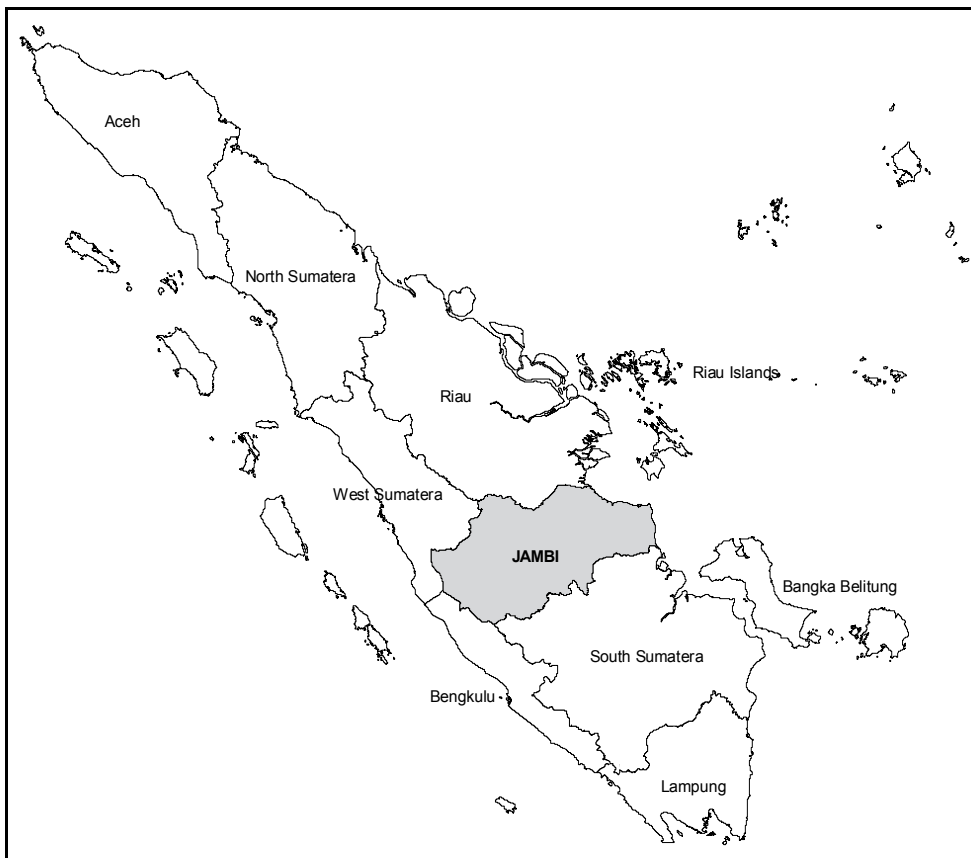 Aceh
North Sumatera
Riau Islands
Riau
West Sumatera
JAMBI
Bangka Belitung
South Sumatera
Bengkulu
Lampung